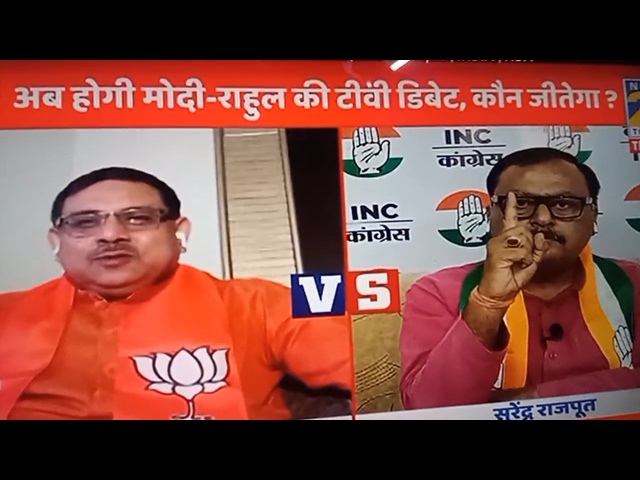 अब होगी मोदी-राहुल की टीवी डिबेट, कौन जीतेगा ?
INC
कांग्रेस
INC
कांग्रेस
VS
सुरेंद्र राजपूत